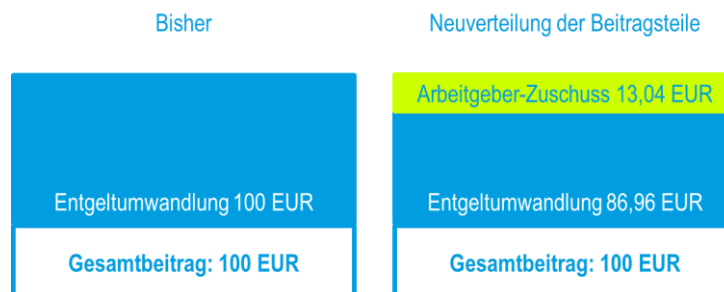 Bisher
Entgeltumwandlung 100 EUR
Gesamtbeitrag: 100 EUR
Neuverteilung der Beitragsteile
Arbeitgeber-Zuschuss 13,04 EUR
Entgeltumwandlung 86,96 EUR
Gesamtbeitrag: 100 EUR